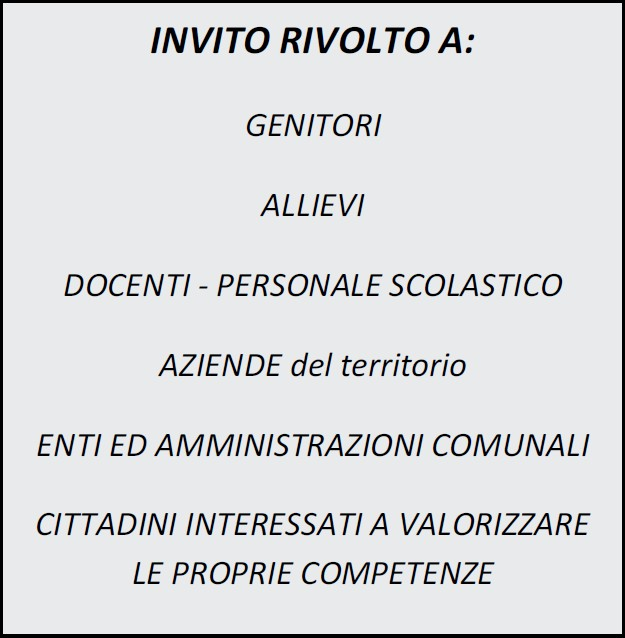 INVITO RIVOLTO A:
GENITORI
ALLIEVI
DOCENTI - PERSONALE SCOLASTICO
AZIENDE del territorio
ENTI ED AMMINISTRAZIONI COMUNALI
CITTADINI INTERESSATI A VALORIZZARE
LE PROPRIE COMPETENZE